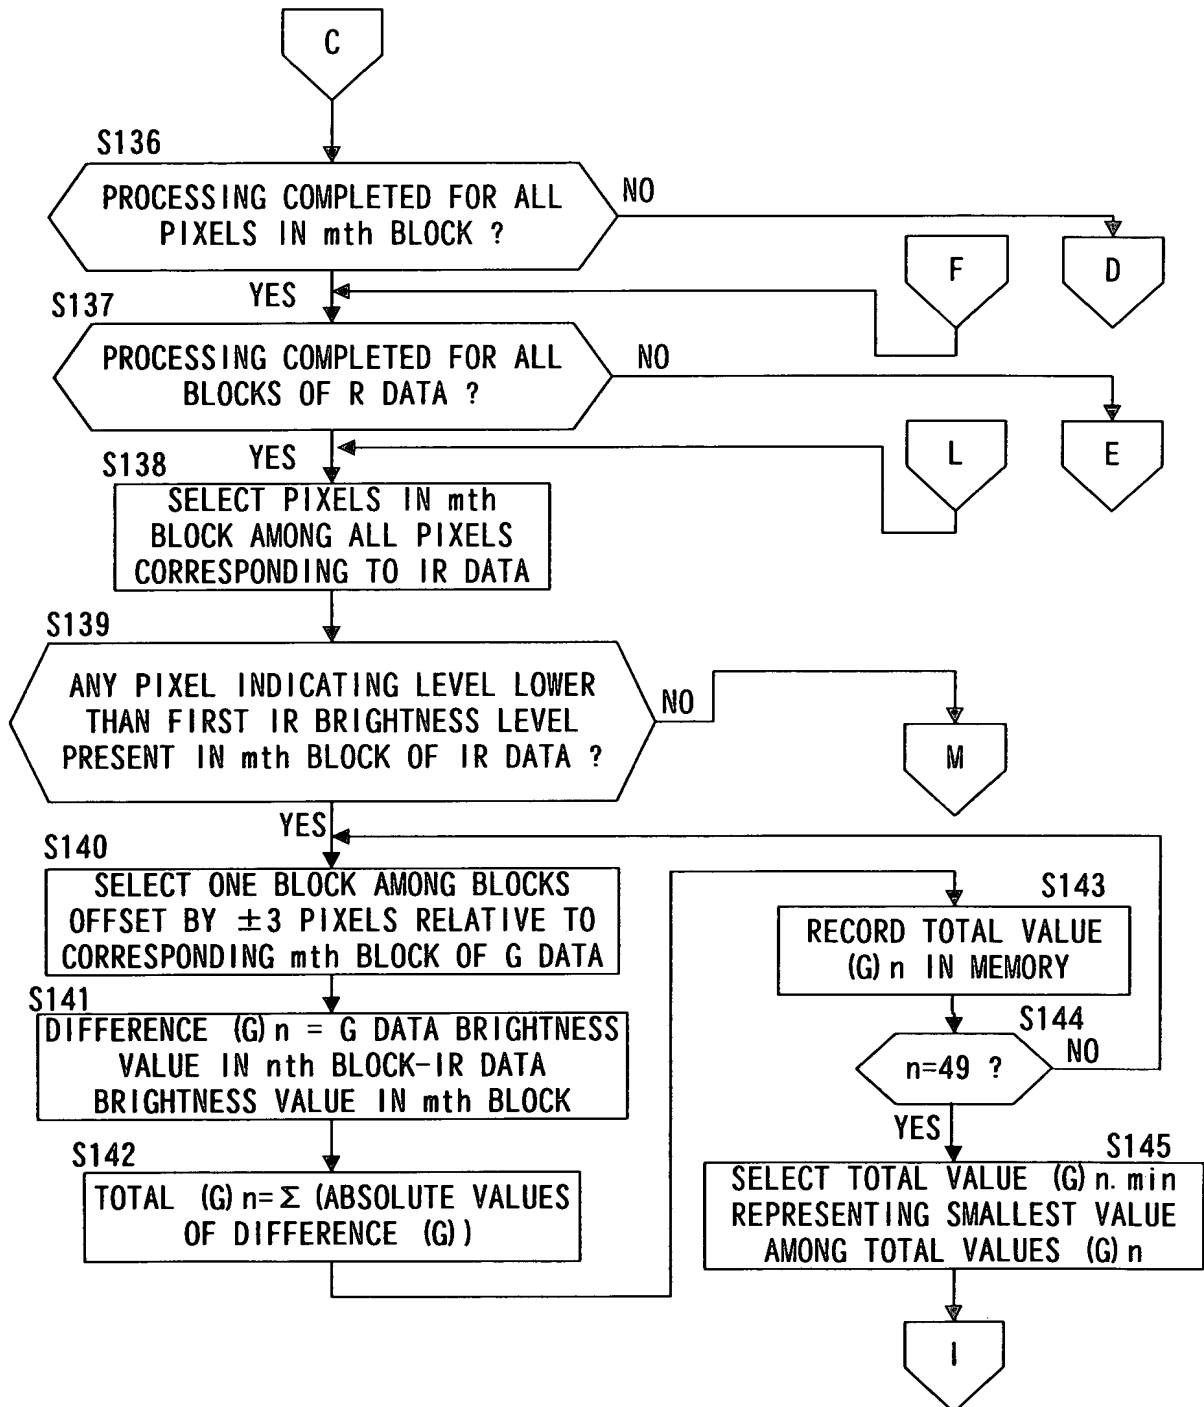 C
S136
PROCESSING COMPLETED FOR ALL
PIXELS IN mth BLOCK ?
NO
D
F
YES
S137
PROCESSING COMPLETED FOR ALL
BLOCKS OF R DATA ?
NO
E
L
YES
S138
SELECT PIXELS IN mth
BLOCK AMONG ALL PIXELS
CORRESPONDING TO IR DATA
S139
ANY PIXEL INDICATING LEVEL LOWER
THAN FIRST IR BRIGHTNESS LEVEL
PRESENT IN mth BLOCK OF IR DATA ?
NO
M
YES
S140
SELECT ONE BLOCK AMONG BLOCKS
OFFSET BY ±3 PIXELS RELATIVE TO
CORRESPONDING mth BLOCK OF G DATA
S141
DIFFERENCE (G)n = G DATA BRIGHTNESS
VALUE IN nth BLOCK-IR DATA
BRIGHTNESS VALUE IN mth BLOCK
S142
TOTAL (G)n=Σ(ABSOLUTE VALUES
OF DIFFERENCE (G))
S143
RECORD TOTAL VALUE
(G)n IN MEMORY
S144
n=49 ?
NO
YES
S145
SELECT TOTAL VALUE (G)n.min
REPRESENTING SMALLEST VALUE
AMONG TOTAL VALUES (G)n
I